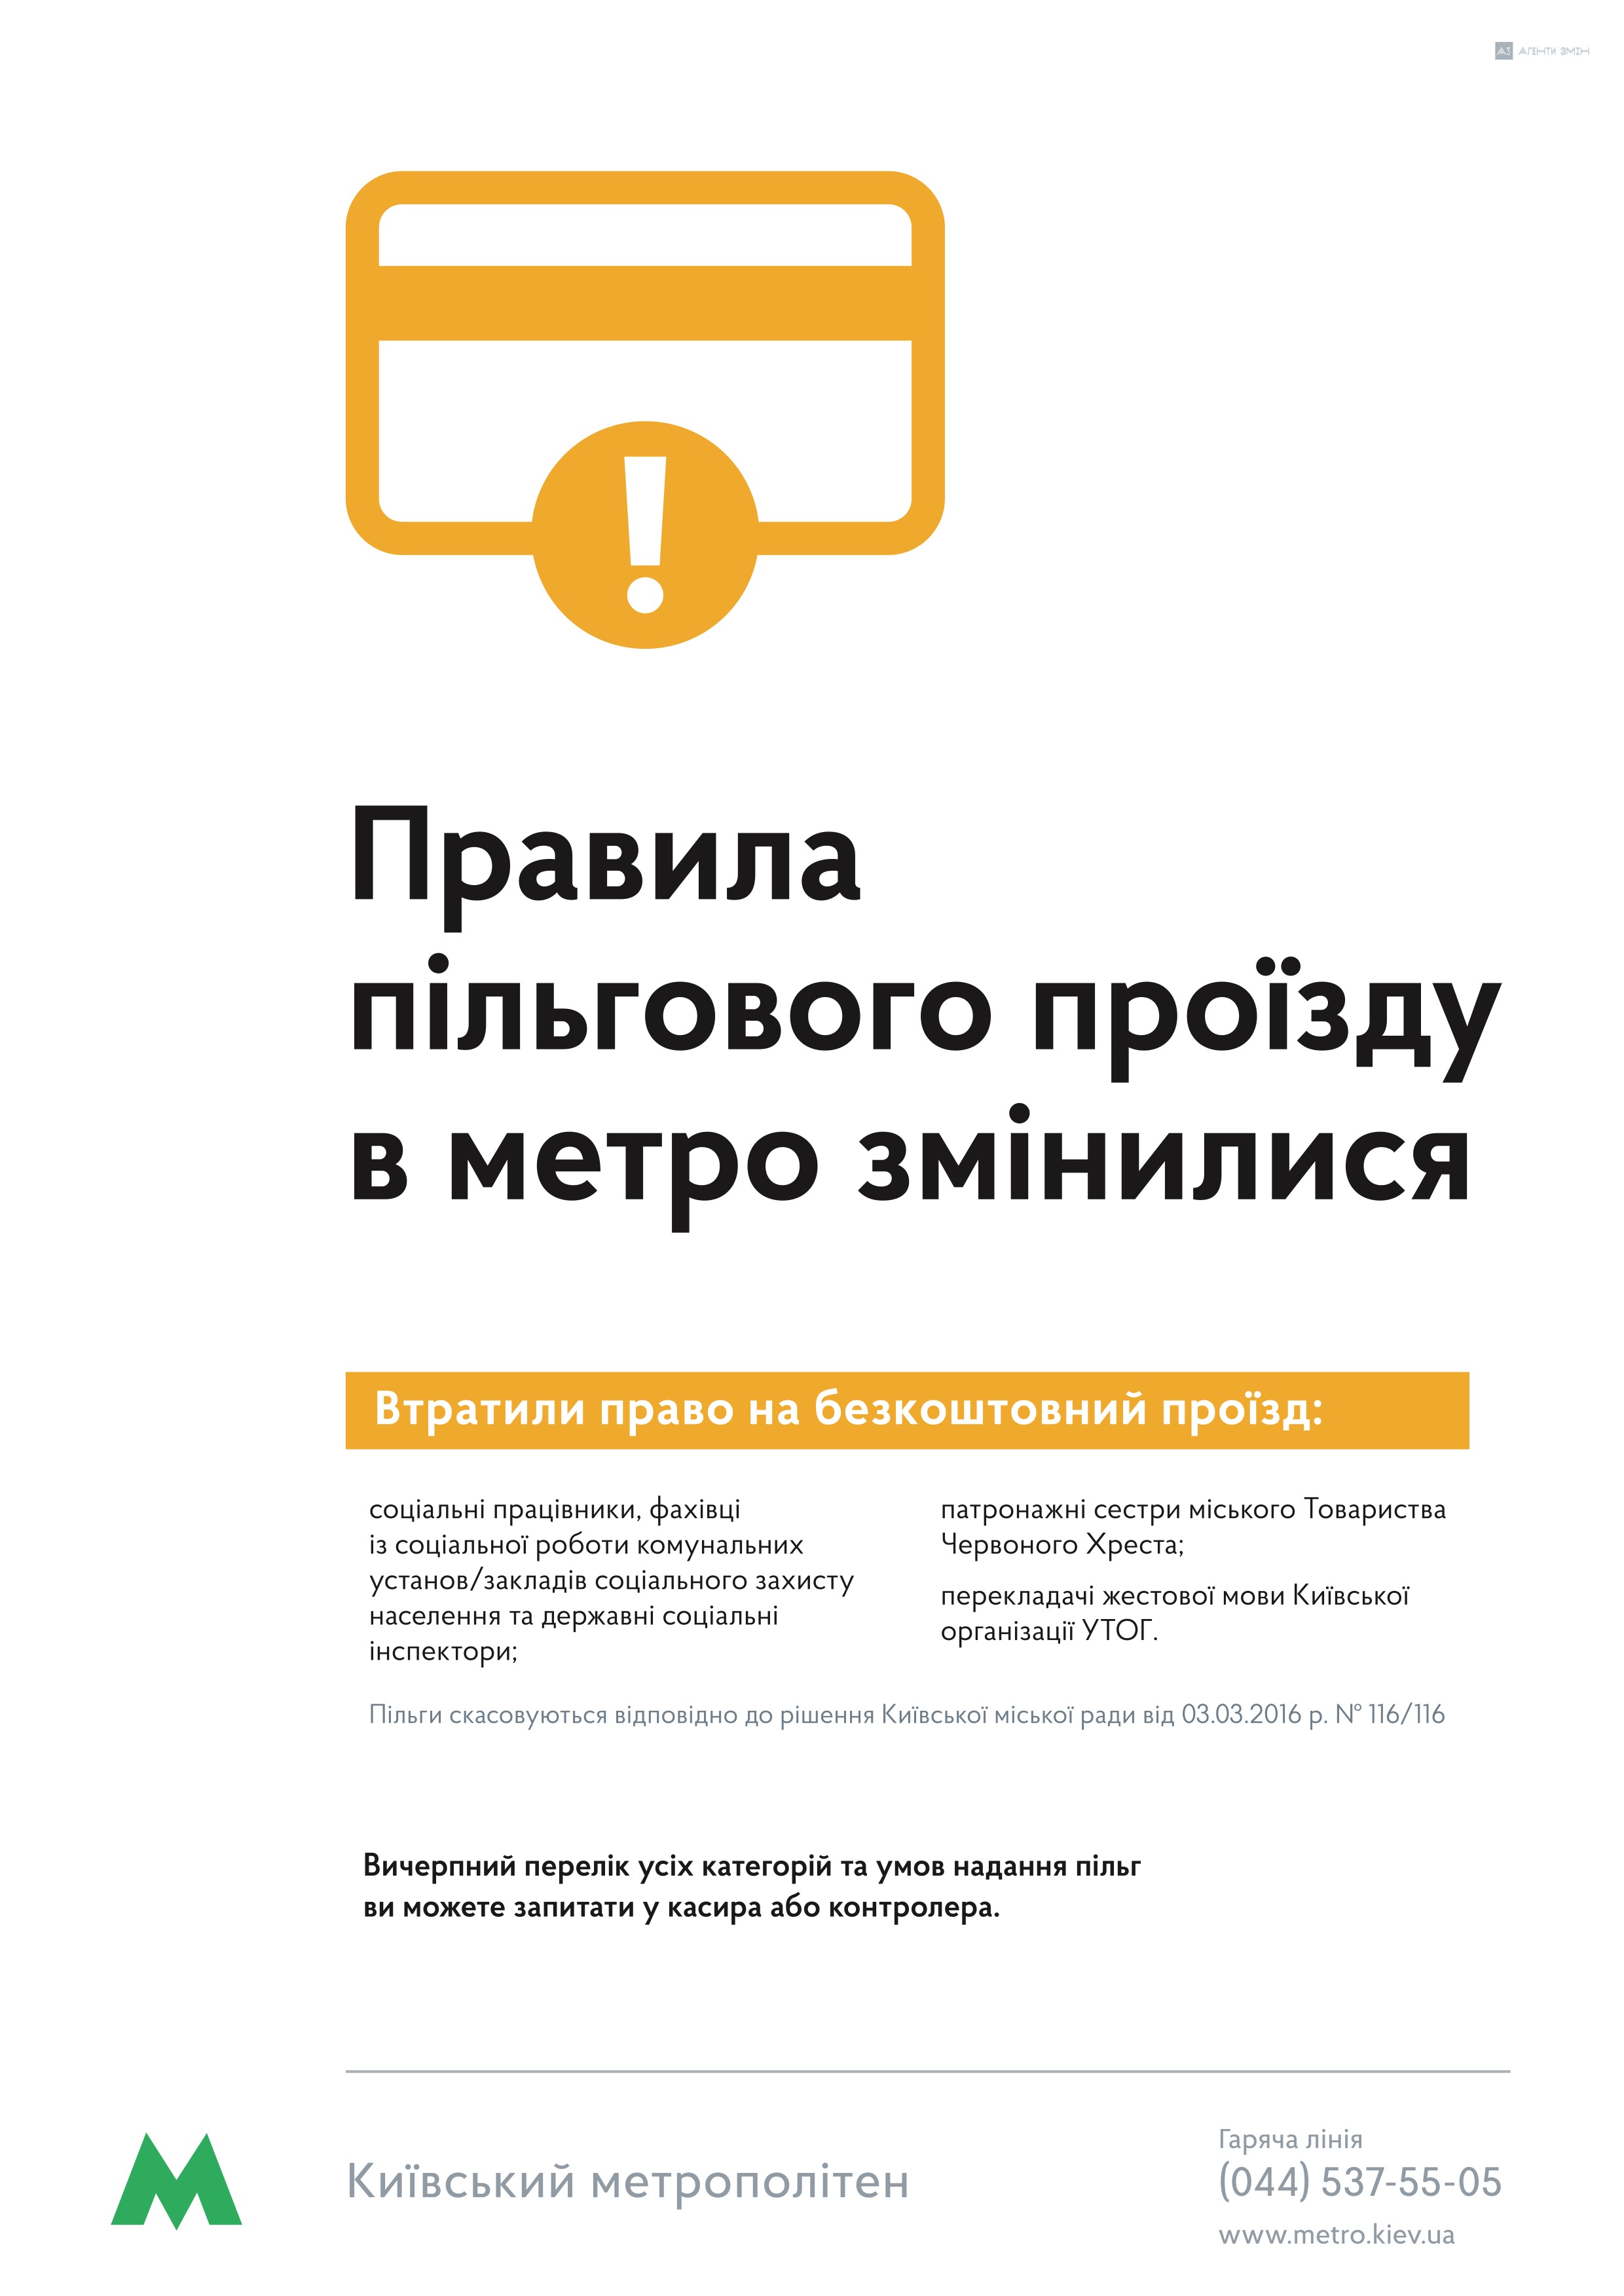 АЗ АГЕНТИ ЗМІН
Правила
пільгового проїзду
в метро змінилися
Втратили право на безкоштовний проїзд:
соціальні працівники, фахівці
із соціальної роботи комунальних
установ/закладів соціального захисту
населення та державні соціальні
інспектори;
патронажні сестри міського Товариства
Червоного Хреста;
перекладачі жестової мови Київської
організації УТОГ.
Пільги скасовуються відповідно до рішення Київської міської ради від 03.03.2016 р. № 116/116
Вичерпний перелік усіх категорій та умов надання пільг
ви можете запитати у касира або контролера.
Київський метрополітен
Гаряча лінія
(044) 537-55-05
www.metro.kiev.ua